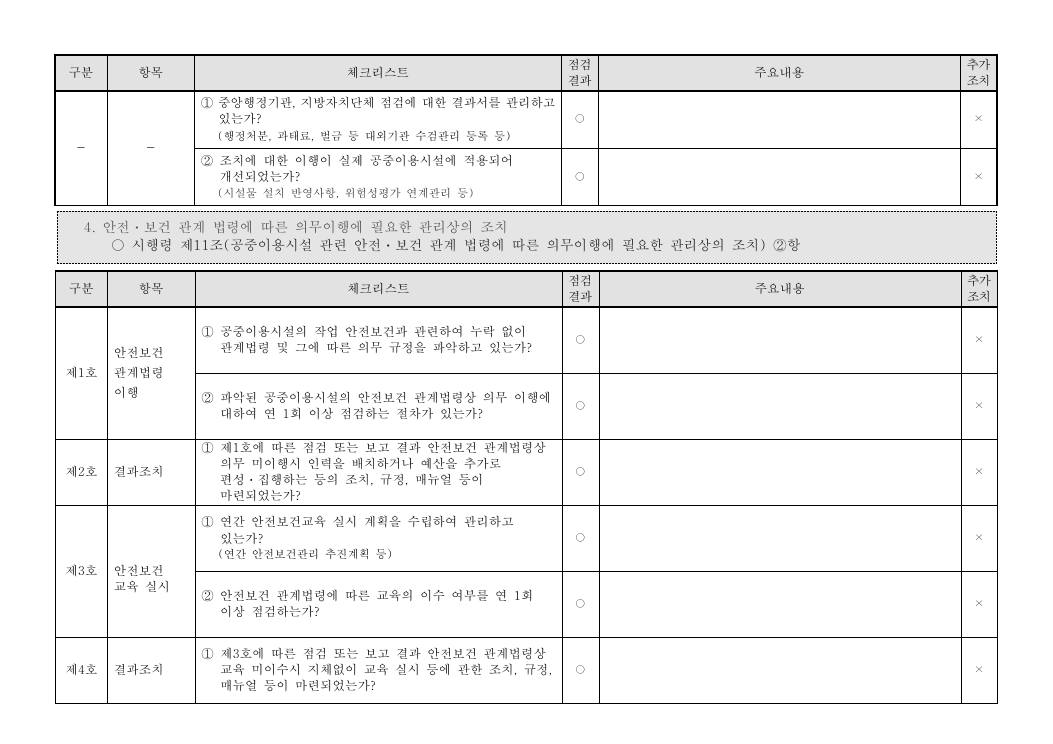 구분 항목 체크리스트 점검 결과 주요내용 추가 조치
– – ① 중앙행정기관, 지방자치단체 점검에 대한 결과서를 관리하고
있는가?
(행정처분, 과태료, 벌금 등 대외기관 수검관리 등록 등)
○ ×
② 조치에 대한 이행이 실제 공중이용시설에 적용되어
개선되었는가?
(시설물 설치 반영사항, 위험성평가 연계관리 등)
○ ×
4. 안전・보건 관계 법령에 따른 의무이행에 필요한 관리상의 조치
○ 시행령 제11조(공중이용시설 관련 안전・보건 관계 법령에 따른 의무이행에 필요한 관리상의 조치) ②항
구분 항목 체크리스트 점검 결과 주요내용 추가 조치
제1호
안전보건
관계법령
이행
① 공중이용시설의 작업 안전보건과 관련하여 누락 없이
관계법령 및 그에 따른 의무 규정을 파악하고 있는가?
○ ×
② 파악된 공중이용시설의 안전보건 관계법령상 의무 이행에
대하여 연 1회 이상 점검하는 절차가 있는가?
○ ×
제2호 결과조치
① 제1호에 따른 점검 또는 보고 결과 안전보건 관계법령상
의무 미이행시 인력을 배치하거나 예산을 추가로
편성・집행하는 등의 조치, 규정, 매뉴얼 등이
마련되었는가?
○ ×
제3호
안전보건
교육 실시
① 연간 안전보건교육 실시 계획을 수립하여 관리하고
있는가?
(연간 안전보건관리 추진계획 등)
○ ×
② 안전보건 관계법령에 따른 교육의 이수 여부를 연 1회
이상 점검하는가?
○ ×
제4호 결과조치
① 제3호에 따른 점검 또는 보고 결과 안전보건 관계법령상
교육 미이수시 지체없이 교육 실시 등에 관한 조치, 규정,
매뉴얼 등이 마련되었는가?
○ ×